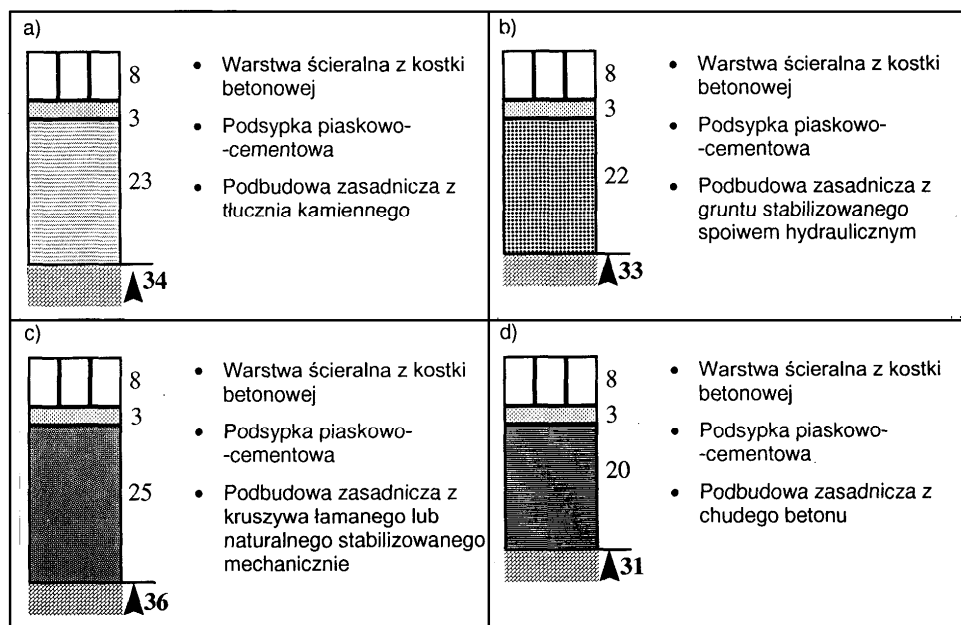 a)
8
3
23
34
• Warstwa ścieralna z kostki
betonowej
• Podsypka piaskowo-
-cementowa
• Podbudowa zasadnicza z
tłucznia kamiennego
b)
8
3
22
33
• Warstwa ścieralna z kostki
betonowej
• Podsypka piaskowo-
-cementowa
• Podbudowa zasadnicza z
gruntu stabilizowanego
spoiwem hydraulicznym
c)
8
3
25
36
• Warstwa ścieralna z kostki
betonowej
• Podsypka piaskowo-
-cementowa
• Podbudowa zasadnicza z
kruszywa łamanego lub
naturalnego stabilizowanego
mechanicznie
d)
8
3
20
31
• Warstwa ścieralna z kostki
betonowej
• Podsypka piaskowo-
-cementowa
• Podbudowa zasadnicza z
chudego betonu